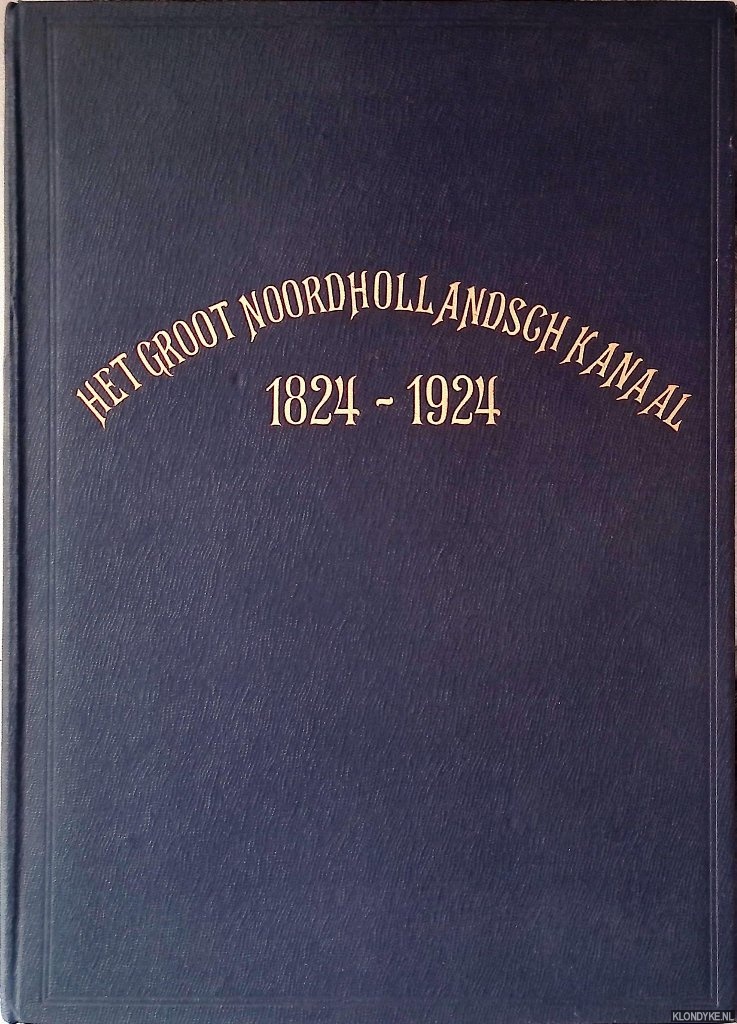 HET GROOT NOORDHOLLANDSCH KANAAL
1824 - 1924
KLONDYKE.NL